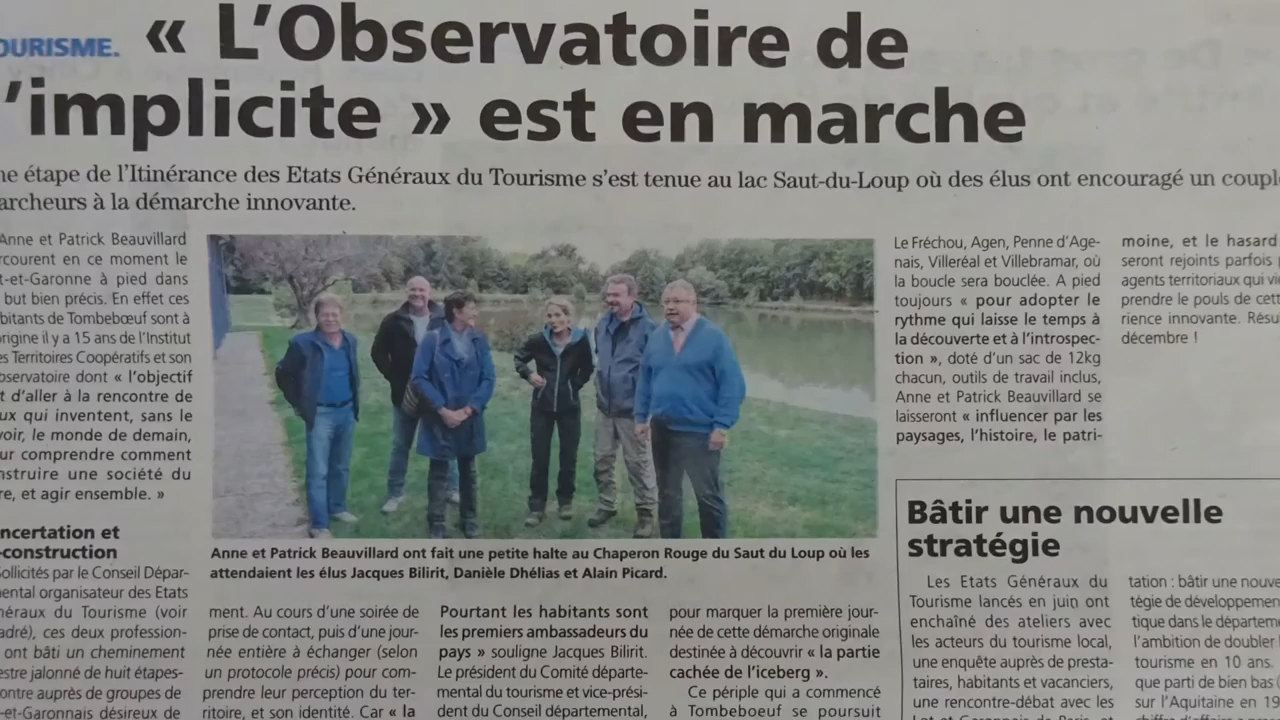 OURISME. « L'Observatoire de
l'implicite » est en marche
ne étape de l'Itinérance des Etats Généraux du Tourisme s'est tenue au lac Saut-du-Loup où des élus ont encouragé un couple
archeurs à la démarche innovante.
Anne et Patrick Beauvillard
rcourent en ce moment le
t-et-Garonne à pied dans
but bien précis. En effet ces
bitants de Tombebœuf sont à
origine il y a 15 ans de l'Institut
es Territoires Coopératifs et son
bservatoire dont « l'objectif
t d'aller à la rencontre de
ux qui inventent, sans le
voir, le monde de demain,
ur comprendre comment
nstruire une société du
re, et agir ensemble. »
ncertation et
-construction
Sollicités par le Conseil Dépar-
mental organisateur des Etats
néraux du Tourisme (voir
adré), ces deux profession-
ont bâti un cheminement
estre jalonné de huit étapes-
ontre auprès de groupes de
-et-Garonnais désireux de
Anne et Patrick Beauvillard ont fait une petite halte au Chaperon Rouge du Saut du Loup où les
attendaient les élus Jacques Bilirit, Danièle Dhélias et Alain Picard.
ment. Au cours d'une soirée de
prise de contact, puis d'une jour-
née entière à échanger (selon
un protocole précis) pour com-
prendre leur perception du ter-
ritoire, et son identité. Car « la
Pourtant les habitants sont
les premiers ambassadeurs du
pays » souligne Jacques Bilirit.
Le président du Comité départe-
mental du tourisme et vice-prési-
dent du Conseil départemental,
pour marquer la première jour-
née de cette démarche originale
destinée à découvrir « la partie
cachée de l'iceberg ».
Ce périple qui a commencé
à Tombeboeuf se poursuit
Le Fréchou, Agen, Penne d'Age-
nais, Villeréal et Villebramar, où
la boucle sera bouclée. A pied
toujours « pour adopter le
rythme qui laisse le temps à
la découverte et à l'introspec-
tion », doté d'un sac de 12kg
chacun, outils de travail inclus,
Anne et Patrick Beauvillard se
laisseront « influencer par les
paysages, l'histoire, le patri-
moine, et le hasard
seront rejoints parfois
agents territoriaux qui vi
prendre le pouls de cett
rience innovante. Résu
décembre !
Bâtir une nouvelle
stratégie
Les Etats Généraux du
Tourisme lancés en juin ont
enchaîné des ateliers avec
les acteurs du tourisme local,
une enquête auprès de presta-
taires, habitants et vacanciers,
une rencontre-débat avec les
tation : bâtir une nouve
tégie de développemen
tique dans le départeme
l'ambition de doubler l
tourisme en 10 ans.
que parti de bien bas
sur l'Aquitaine en 19